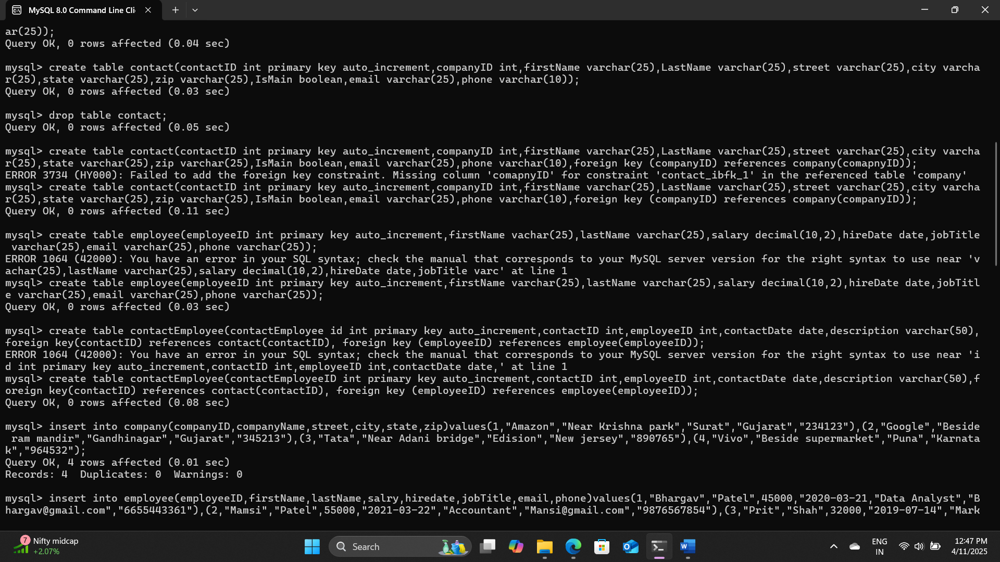 MySQL 8.0 Command Line Cli
ar(25));
Query OK, 0 rows affected (0.04 sec)
mysql> create table contact(contactID int primary key auto_increment,companyID int,firstName varchar(25),LastName varchar(25),street varchar(25),city varcha
r(25),state varchar(25),zip varchar(25),IsMain boolean,email varchar(25),phone varchar(10));
Query OK, 0 rows affected (0.03 sec)
mysql> drop table contact;
Query OK, 0 rows affected (0.05 sec)
mysql> create table contact(contactID int primary key auto_increment,companyID int,firstName varchar(25),LastName varchar(25),street varchar(25),city varcha
r(25),state varchar(25),zip varchar(25),IsMain boolean,email varchar(25),phone varchar(10),foreign key (companyID) references company(comapnyID));
ERROR 3734 (HY000): Failed to add the foreign key constraint. Missing column 'comapnyID' for constraint 'contact_ibfk_1' in the referenced table 'company'
mysql> create table contact(contactID int primary key auto_increment,companyID int,firstName varchar(25),LastName varchar(25),street varchar(25),city varcha
r(25),state varchar(25),zip varchar(25),IsMain boolean,email varchar(25),phone varchar(10),foreign key (companyID) references company(companyID));
Query OK, 0 rows affected (0.11 sec)
mysql> create table employee(employeeID int primary key auto_increment,firstName vachar(25),lastName varchar(25),salary decimal(10,2),hireDate date,jobTitle
 varchar(25),email varchar(25),phone varchar(25));
ERROR 1064 (42000): You have an error in your SQL syntax; check the manual that corresponds to your MySQL server version for the right syntax to use near 'v
achar(25),lastName varchar(25),salary decimal(10,2),hireDate date,jobTitle varc' at line 1
mysql> create table employee(employeeID int primary key auto_increment,firstName varchar(25),lastName varchar(25),salary decimal(10,2),hireDate date,jobTitl
e varchar(25),email varchar(25),phone varchar(25));
Query OK, 0 rows affected (0.03 sec)
mysql> create table contactEmployee(contactEmployee id int primary key auto_increment,contactID int,employeeID int,contactDate date,description varchar(50),
foreign key(contactID) references contact(contactID), foreign key (employeeID) references employee(employeeID));
ERROR 1064 (42000): You have an error in your SQL syntax; check the manual that corresponds to your MySQL server version for the right syntax to use near 'i
d int primary key auto_increment,contactID int,employeeID int,contactDate date,' at line 1
mysql> create table contactEmployee(contactEmployeeID int primary key auto_increment,contactID int,employeeID int,contactDate date,description varchar(50),f
oreign key(contactID) references contact(contactID), foreign key (employeeID) references employee(employeeID));
Query OK, 0 rows affected (0.08 sec)
mysql> insert into company(companyID,companyName,street,city,state,zip)values(1,"Amazon","Near Krishna park","Surat","Gujarat","234123"),(2,"Google","Beside
 ram mandir","Gandhinagar","Gujarat","345213"),(3,"Tata","Near Adani bridge","Edision","New jersey","890765"),(4,"Vivo","Beside supermarket","Puna","Karnata
k","964532");
Query OK, 4 rows affected (0.01 sec)
Records: 4  Duplicates: 0  Warnings: 0
mysql> insert into employee(employeeID,firstName,lastName,salry,hiredate,jobTitle,email,phone)values(1,"Bhargav","Patel",45000,"2020-03-21,"Data Analyst","B
hargav@gmail.com","6655443361"),(2,"Mamsi","Patel",55000,"2021-03-22","Accountant","Mansi@gmail.com","9876567854"),(3,"Prit","Shah",32000,"2019-07-14","Mark
7
Nifty midcap
+2.07%
Search
ENG
IN
12:47 PM
4/11/2025